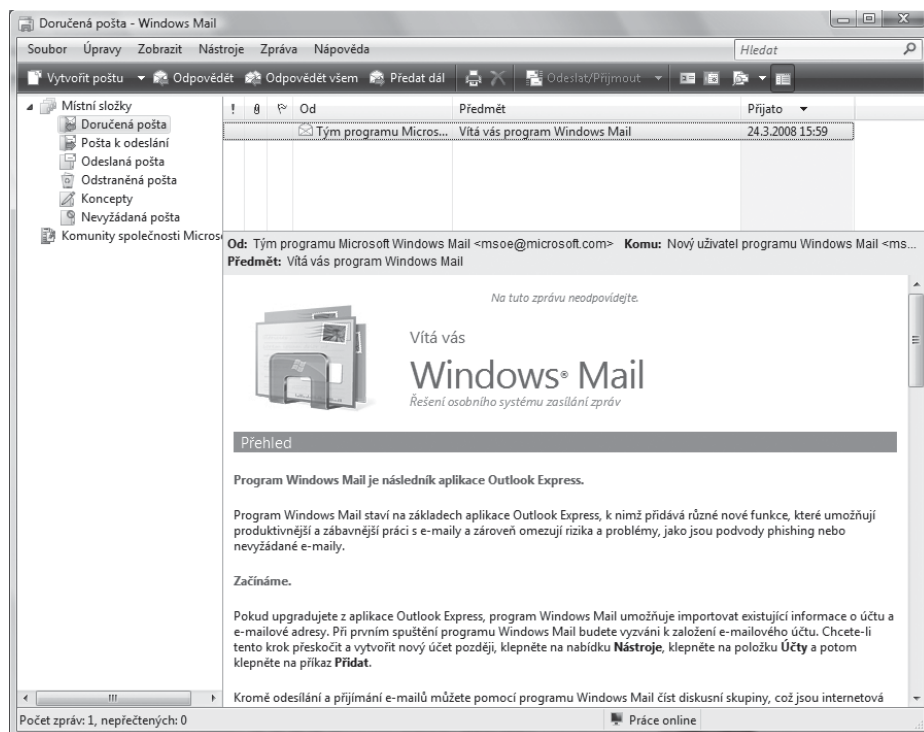 Doručená pošta - Windows Mail
Soubor Úpravy Zobrazit Nástroje Zpráva Nápověda
Hledat
Vytvořit poštu Odpovědět Odpovědět všem Předat dál Odeslat/Přijmout
Místní složky
Doručená pošta
Pošta k odeslání
Odeslaná pošta
Odstraněná pošta
Koncepty
Nevyžádaná pošta
Komunity společnosti Microso
! Od Předmět Přijato
Tým programu Micros... Vítá vás program Windows Mail 24.3.2008 15:59
Od: Tým programu Microsoft Windows Mail <msoe@microsoft.com> Komu: Nový uživatel programu Windows Mail <ms...
Předmět: Vítá vás program Windows Mail
Na tuto zprávu neodpovídejte.
Vítá vás
Windows® Mail
Řešení osobního systému zasílání zpráv
Přehled
Program Windows Mail je následník aplikace Outlook Express.
Program Windows Mail staví na základech aplikace Outlook Express, k nimž přidává různé nové funkce, které umožňují
produktivnější a zábavnější práci s e-maily a zároveň omezují rizika a problémy, jako jsou podvody phishing nebo
nevyžádané e-maily.
Začínáme.
Pokud upgradujete z aplikace Outlook Express, program Windows Mail umožňuje importovat existující informace o účtu a
e-mailové adresy. Při prvním spuštění programu Windows Mail budete vyzváni k založení e-mailového účtu. Chcete-li
tento krok přeskočit a vytvořit nový účet později, klepněte na nabídku Nástroje, klepněte na položku Účty a potom
klepněte na příkaz Přidat.
Kromě odesílání a přijímání e-mailů můžete pomocí programu Windows Mail číst diskusní skupiny, což jsou internetová
Počet zpráv: 1, nepřečtených: 0
Práce online